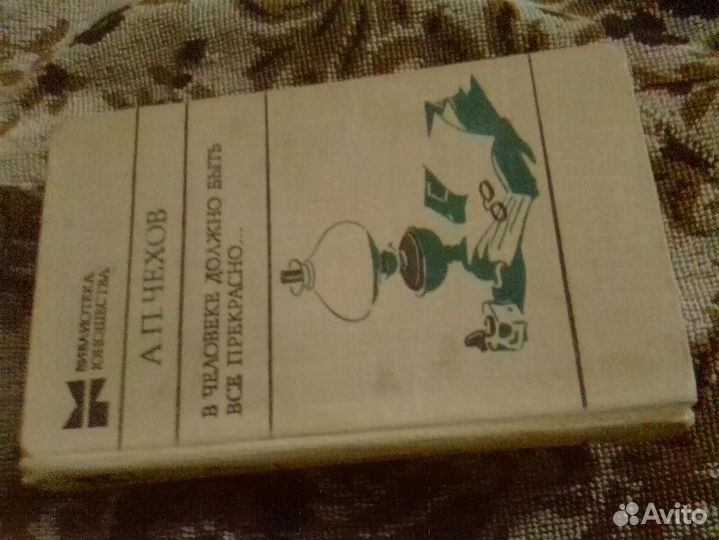 БИБЛИОТЕКА
ЮНОШЕСТВА
А.П.ЧЕХОВ
В ЧЕЛОВЕКЕ ДОЛЖНО БЫТЬ
ВСЕ ПРЕКРАСНО...
Avito